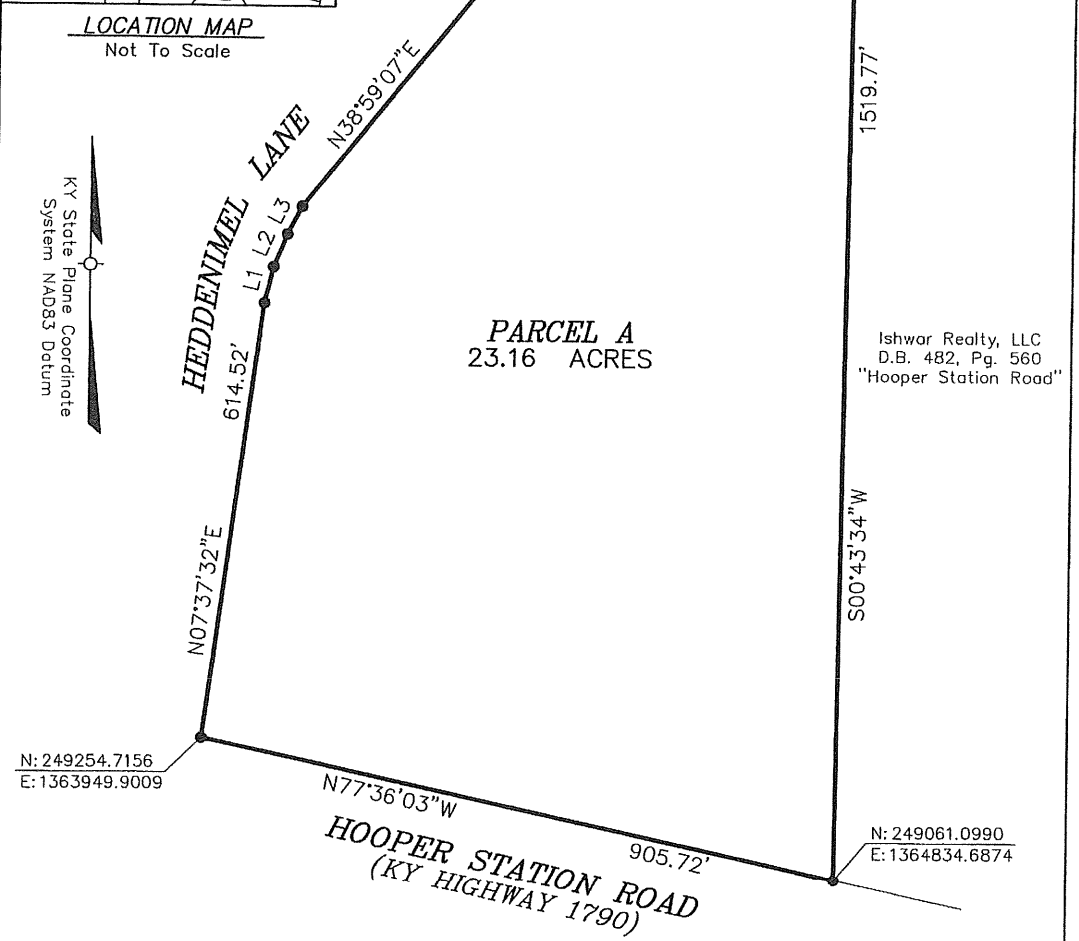 LOCATION MAP
Not To Scale
N38°59'07"E
1519.77'
HEDDENIMEL LANE
KY State Plane Coordinate
System NAD83 Datum
L3
L2
L1
PARCEL A
23.16 ACRES
Ishwar Realty, LLC
D.B. 482, Pg. 560
"Hooper Station Road"
614.52'
N07°37'32"E
S00°43'34"W
N: 249254.7156
E: 1363949.9009
N77°36'03"W
905.72'
HOOPER STATION ROAD
(KY HIGHWAY 1790)
N: 249061.0990
E: 1364834.6874